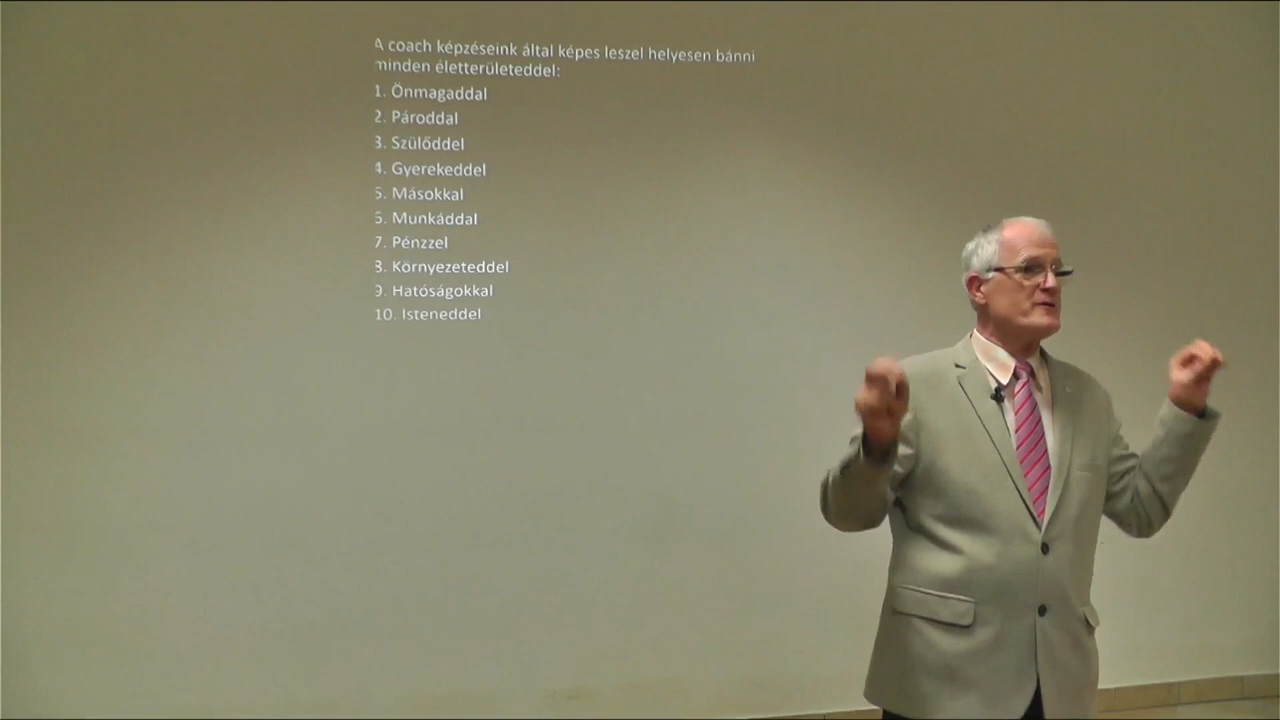 A coach képzéseink által képes leszel helyesen bánni
minden életterületeddel:
1. Önmagaddal
2. Pároddal
3. Szülőddel
4. Gyerekeddel
5. Másokkal
6. Munkáddal
7. Pénzzel
8. Környezeteddel
9. Hatóságokkal
10. Isteneddel